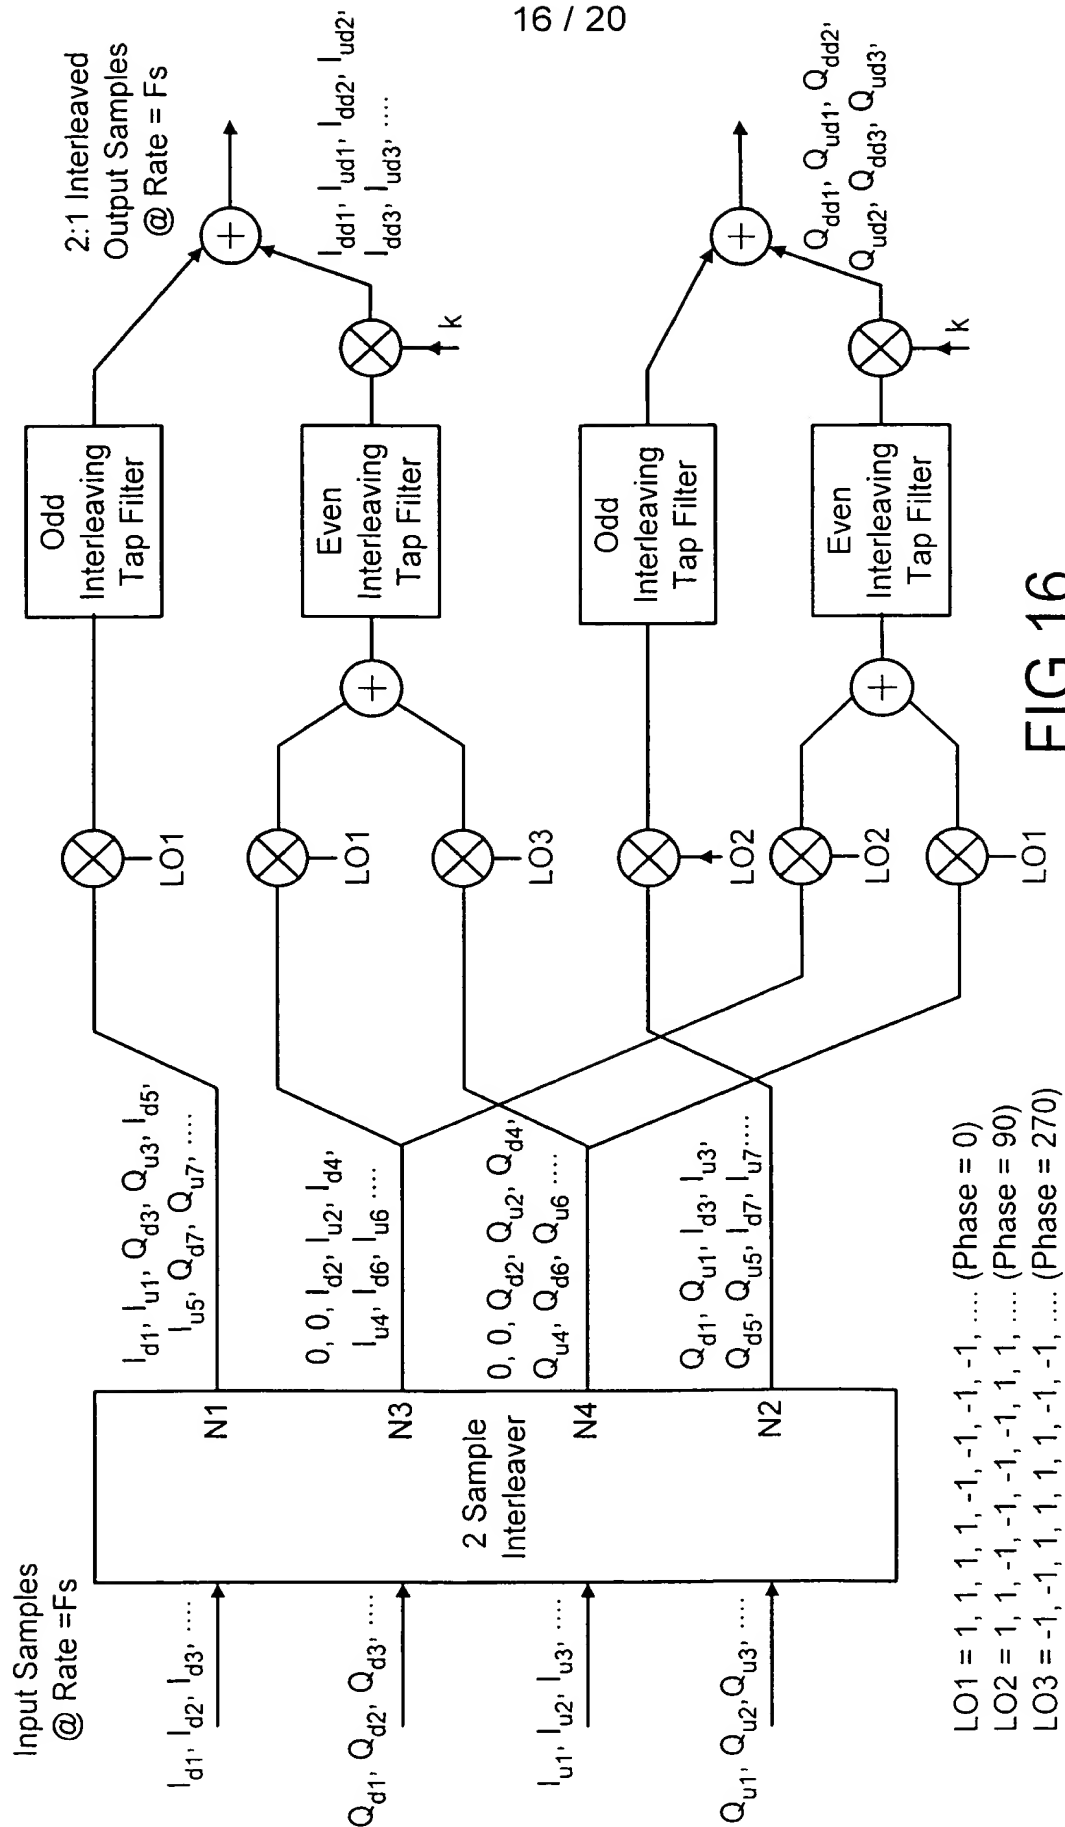 16 / 20
Input Samples
@ Rate =Fs
I_d1, I_d2, I_d3, ....
Q_d1, Q_d2, Q_d3, ....
I_u1, I_u2, I_u3, ....
Q_u1, Q_u2, Q_u3, ....
2 Sample
Interleaver
N1
N3
N4
N2
I_d1, I_u1, Q_d3, Q_u3, I_d5,
I_u5, Q_d7, Q_u7, ....
0, 0, I_d2, I_u2, I_d4,
I_u4, I_d6, I_u6 ....
0, 0, Q_d2, Q_u2, Q_d4,
Q_u4, Q_d6, Q_u6 ....
Q_d1, Q_u1, I_d3, I_u3,
Q_d5, Q_u5, I_d7, I_u7....
LO1
LO1
LO3
LO2
LO2
LO1
+
+
Odd
Interleaving
Tap Filter
Even
Interleaving
Tap Filter
Odd
Interleaving
Tap Filter
Even
Interleaving
Tap Filter
k
k
+
+
2:1 Interleaved
Output Samples
@ Rate = Fs
I_dd1, I_ud1, I_dd2, I_ud2,
I_dd3, I_ud3, ....
Q_dd1, Q_ud1, Q_dd2,
Q_ud2, Q_dd3, Q_ud3,
LO1 = 1, 1, 1, 1, -1, -1, -1, -1, .... (Phase = 0)
LO2 = 1, 1, -1, -1, -1, -1, 1, 1, .... (Phase = 90)
LO3 = -1, -1, 1, 1, 1, 1, -1, -1, .... (Phase = 270)
FIG 16